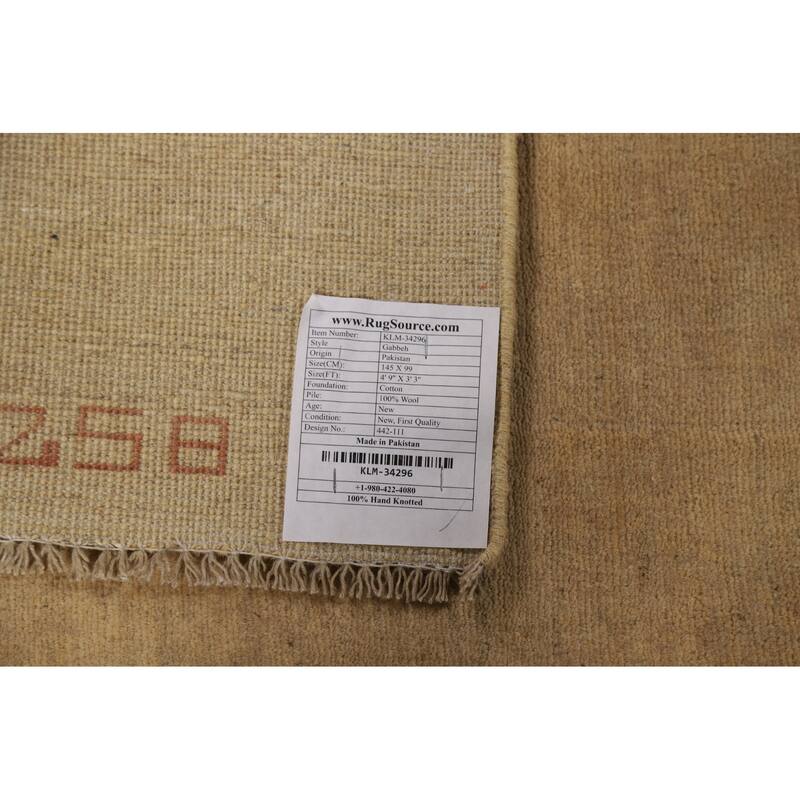 www.RugSource.com
Item Number: KLM-34296
Style Gabbeh
Origin Pakistan
Size(CM): 145 X 99
Size(FT): 4' 9" X 3' 3"
Foundation: Cotton
Pile: 100% Wool
Age: New
Condition: New, First Quality
Design No.: 442-111
Made in Pakistan
KLM-34296
+1-980-422-4080
100% Hand Knotted
258